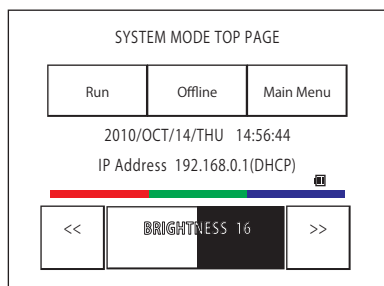 SYSTEM MODE TOP PAGE
Run Offline Main Menu
2010/OCT/14/THU 14:56:44
IP Address 192.168.0.1(DHCP)
<< BRIGHTNESS 16 >>